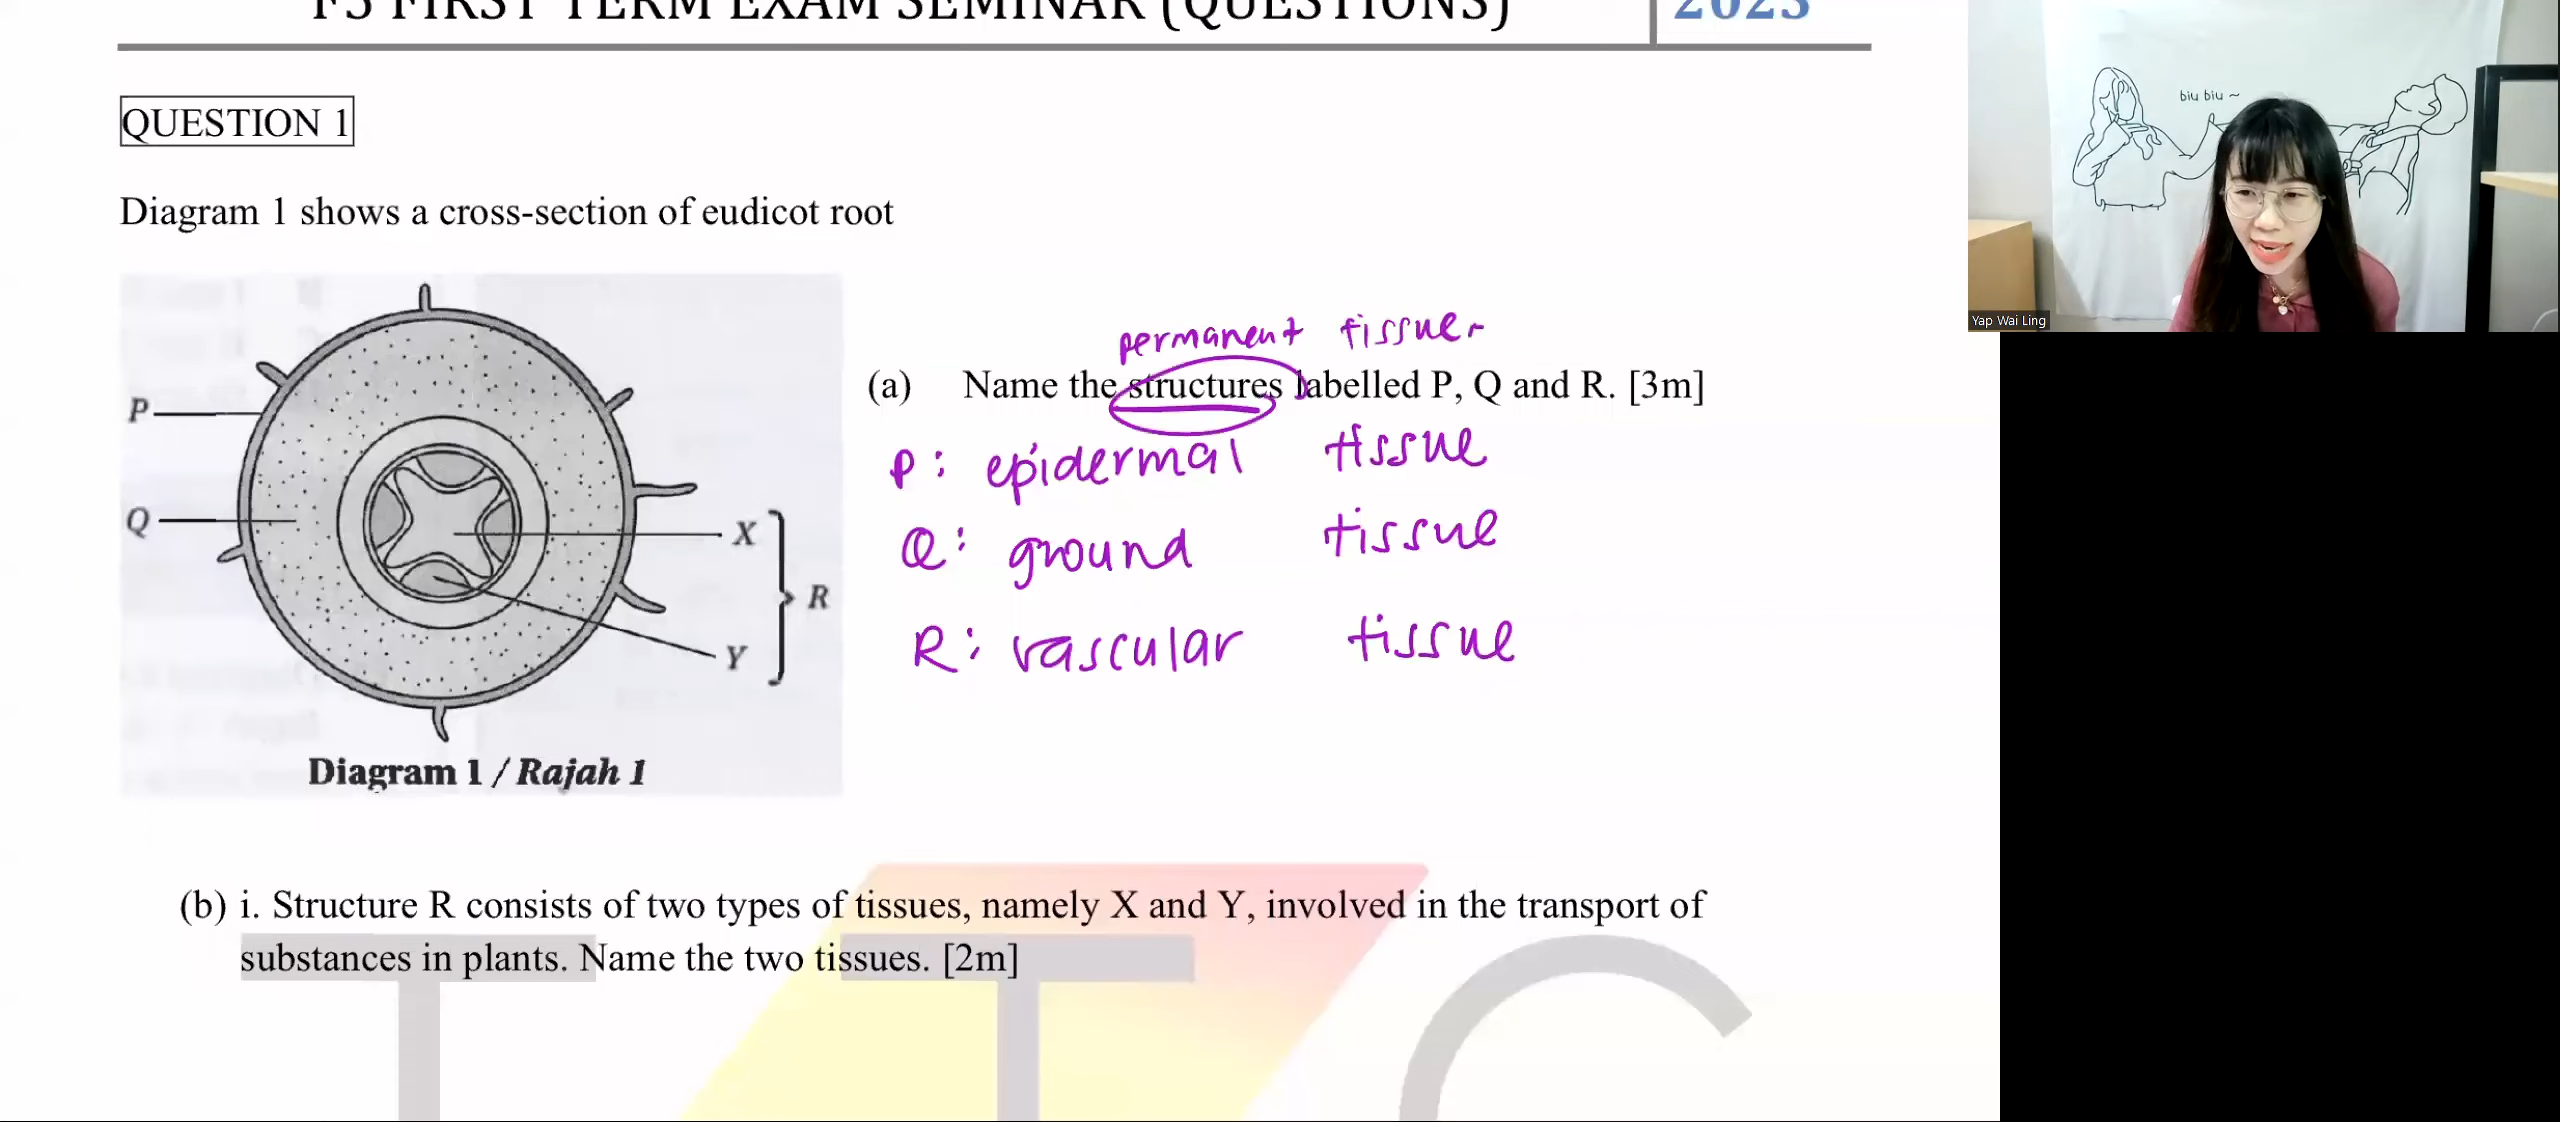 F5 FIRST TERM EXAM SEMINAR (QUESTIONS) 2023
QUESTION 1
Diagram 1 shows a cross-section of eudicot root
biu biu ~
Yap Wai Ling
permanent tissue
(a) Name the structures labelled P, Q and R. [3m]
P: epidermal tissue
Q: ground tissue
R: vascular tissue
P
Q
X
R
Y
Diagram 1 / Rajah 1
(b) i. Structure R consists of two types of tissues, namely X and Y, involved in the transport of
substances in plants. Name the two tissues. [2m]
TTC